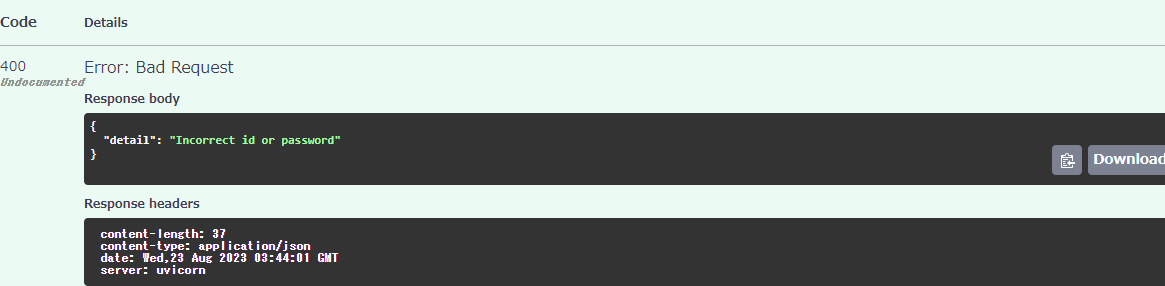 Code Details
400 Error: Bad Request
Undocumented
Response body
{
"detail": "Incorrect id or password"
}
Download
Response headers
content-length: 37
content-type: application/json
date: Wed,23 Aug 2023 03:44:01 GMT
server: uvicorn